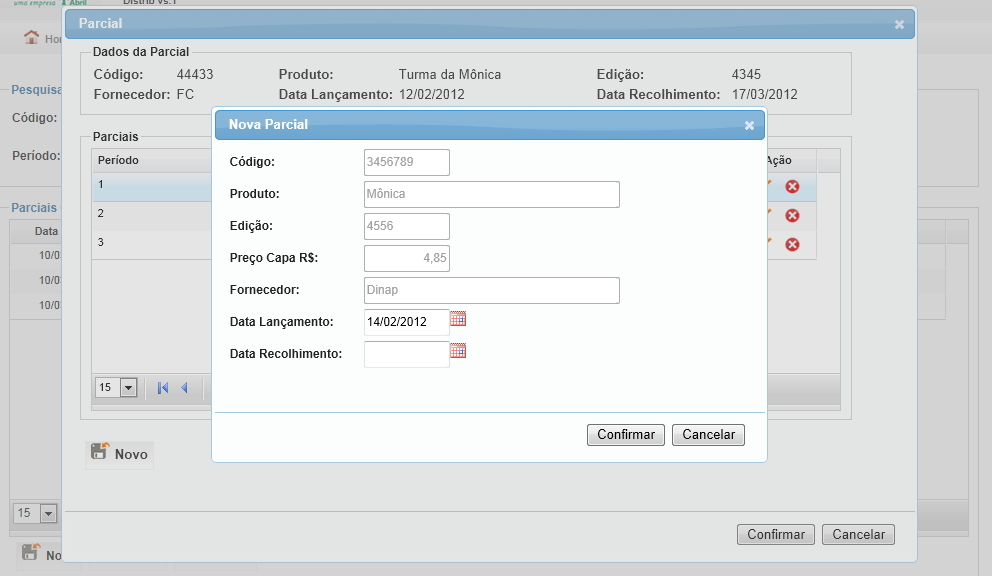 uma empresa Abril
Distrib vs.1
Parcial
Dados da Parcial
Código: 44433 Produto: Turma da Mônica Edição: 4345
Fornecedor: FC Data Lançamento: 12/02/2012 Data Recolhimento: 17/03/2012
Pesquisa
Código:
Período:
Parciais
Período Ação
1
2
3
Nova Parcial
Código: 3456789
Produto: Mônica
Edição: 4556
Preço Capa R$: 4,85
Fornecedor: Dinap
Data Lançamento: 14/02/2012
Data Recolhimento:
Confirmar Cancelar
Parciais
Data
10/0
10/0
10/0
15
Novo
15
No
Confirmar Cancelar